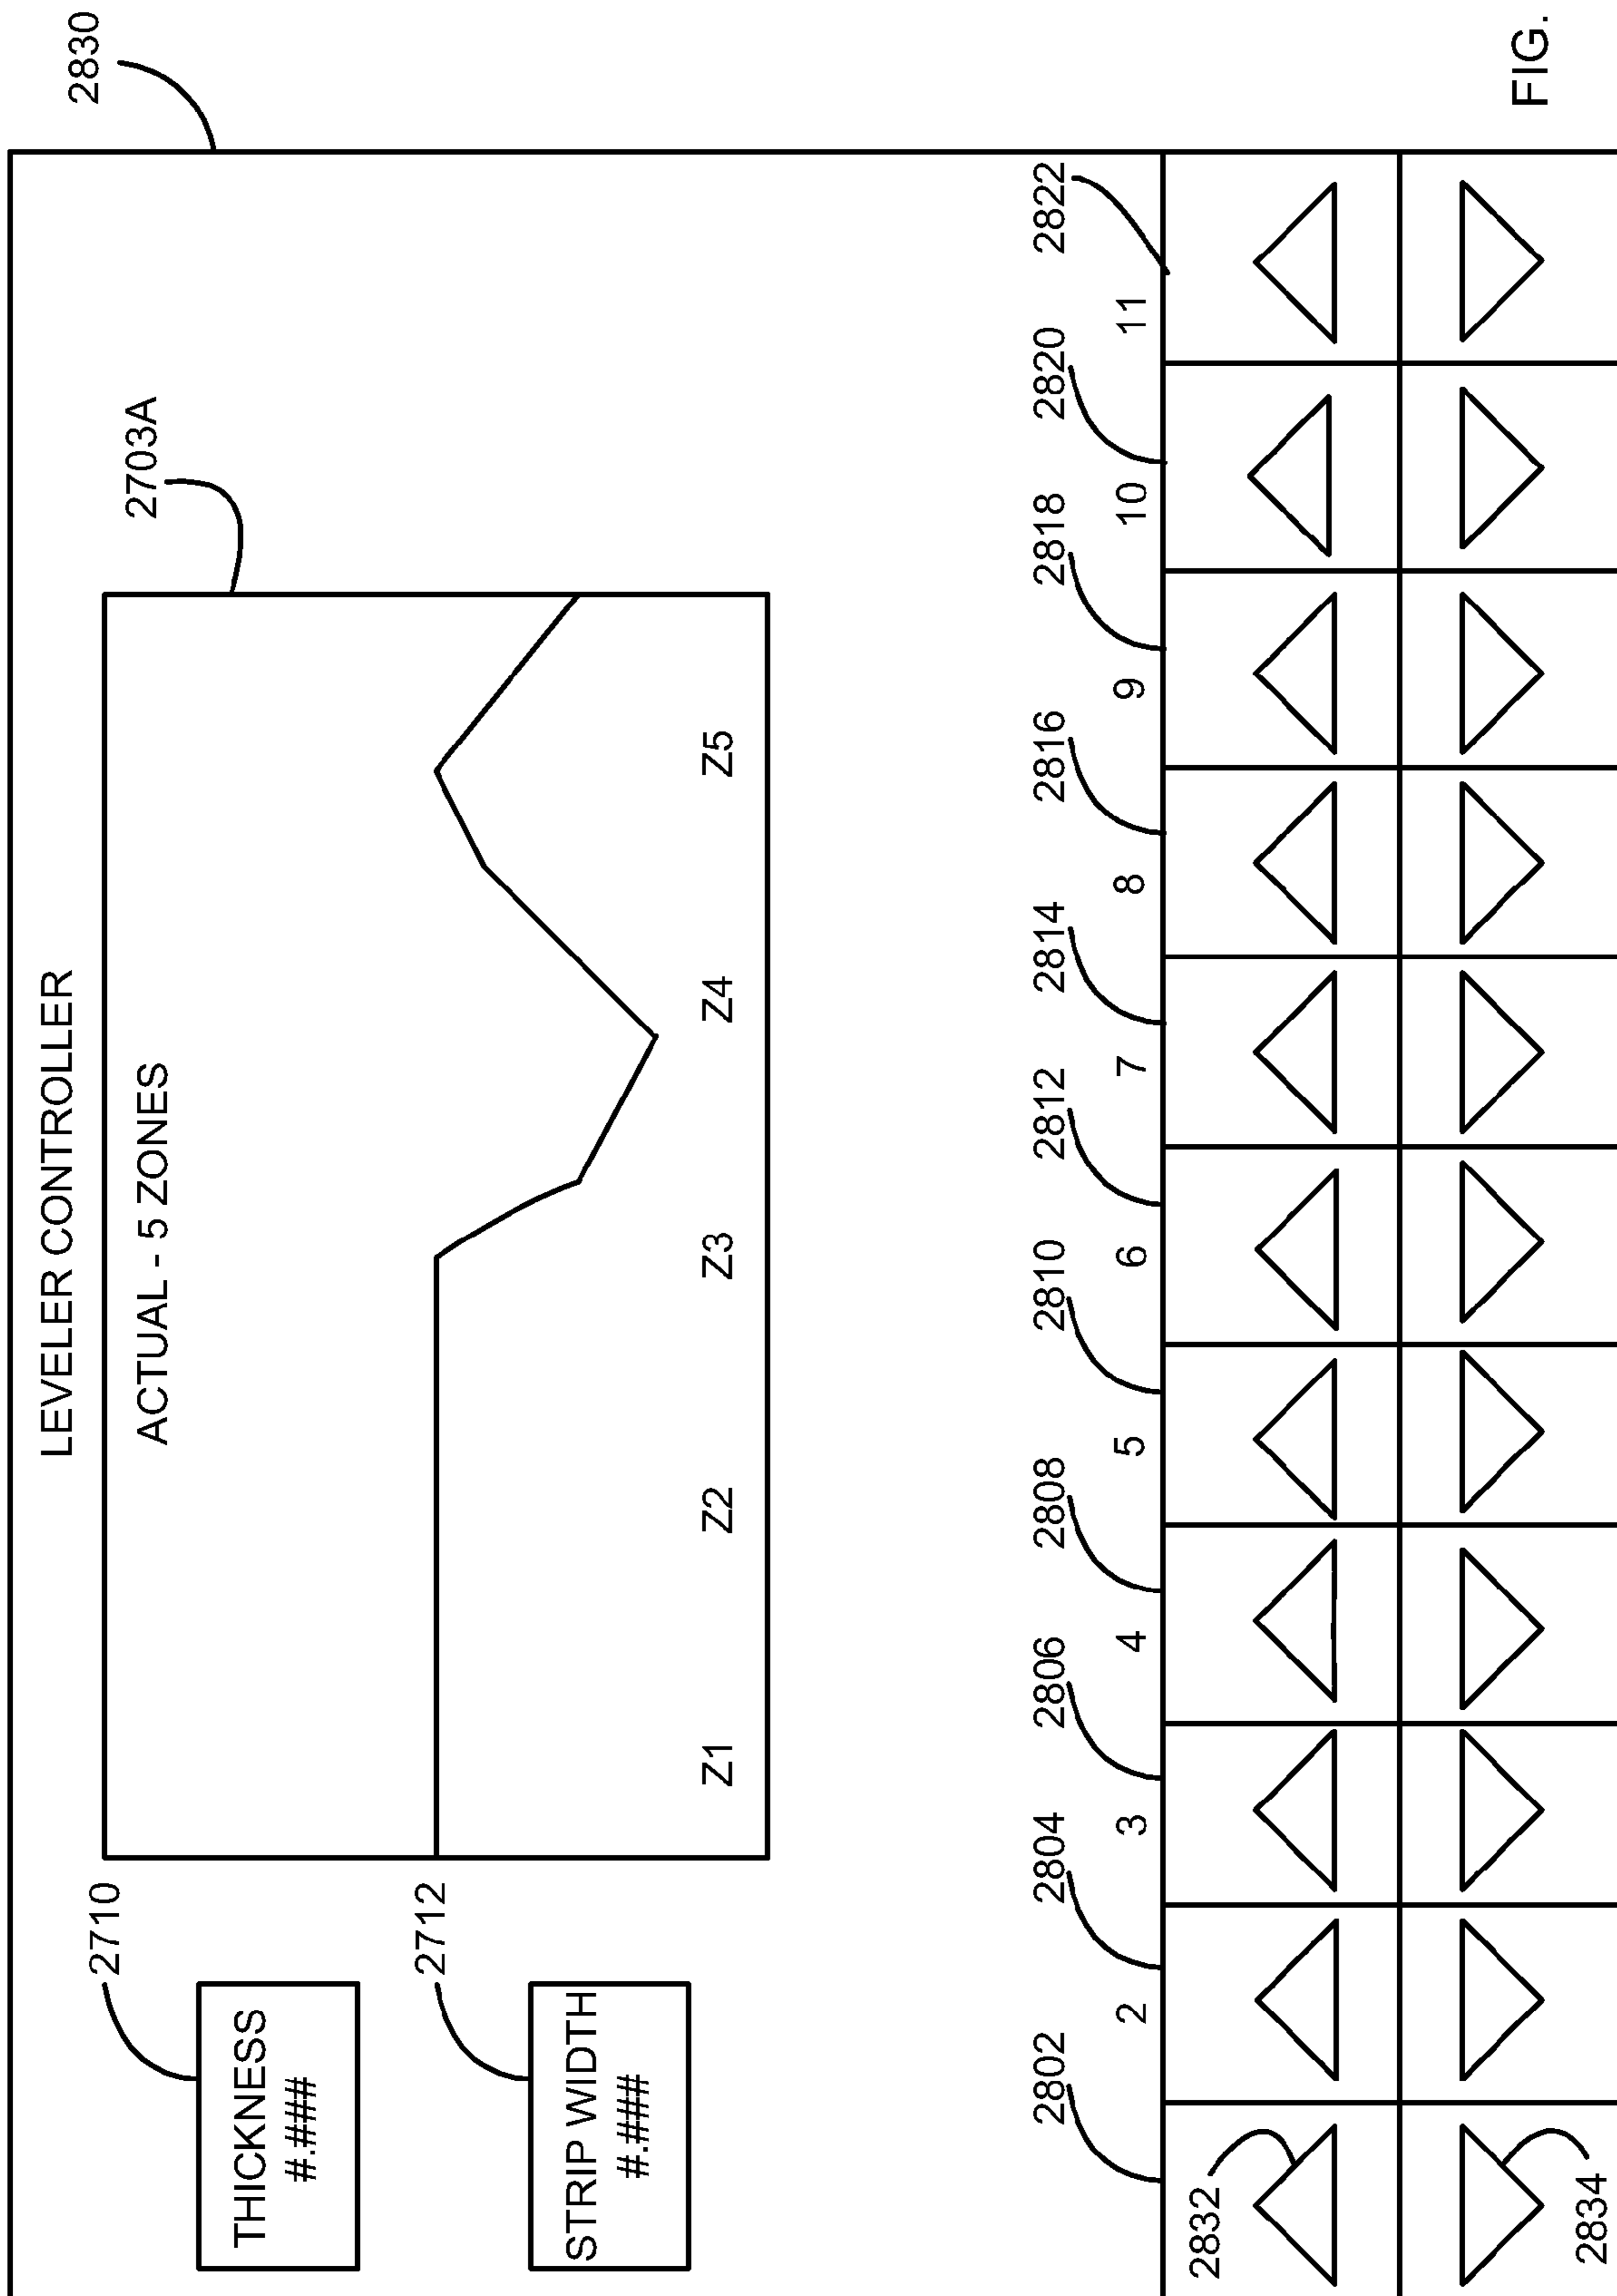 2830
LEVELER CONTROLLER
2703A
ACTUAL - 5 ZONES
2710
THICKNESS
#.###
2712
STRIP WIDTH
#.###
Z1 Z2 Z3 Z4 Z5
2802 2804 2806 2808 2810 2812 2814 2816 2818 2820 2822
2 3 4 5 6 7 8 9 10 11
2832
2834
FIG.